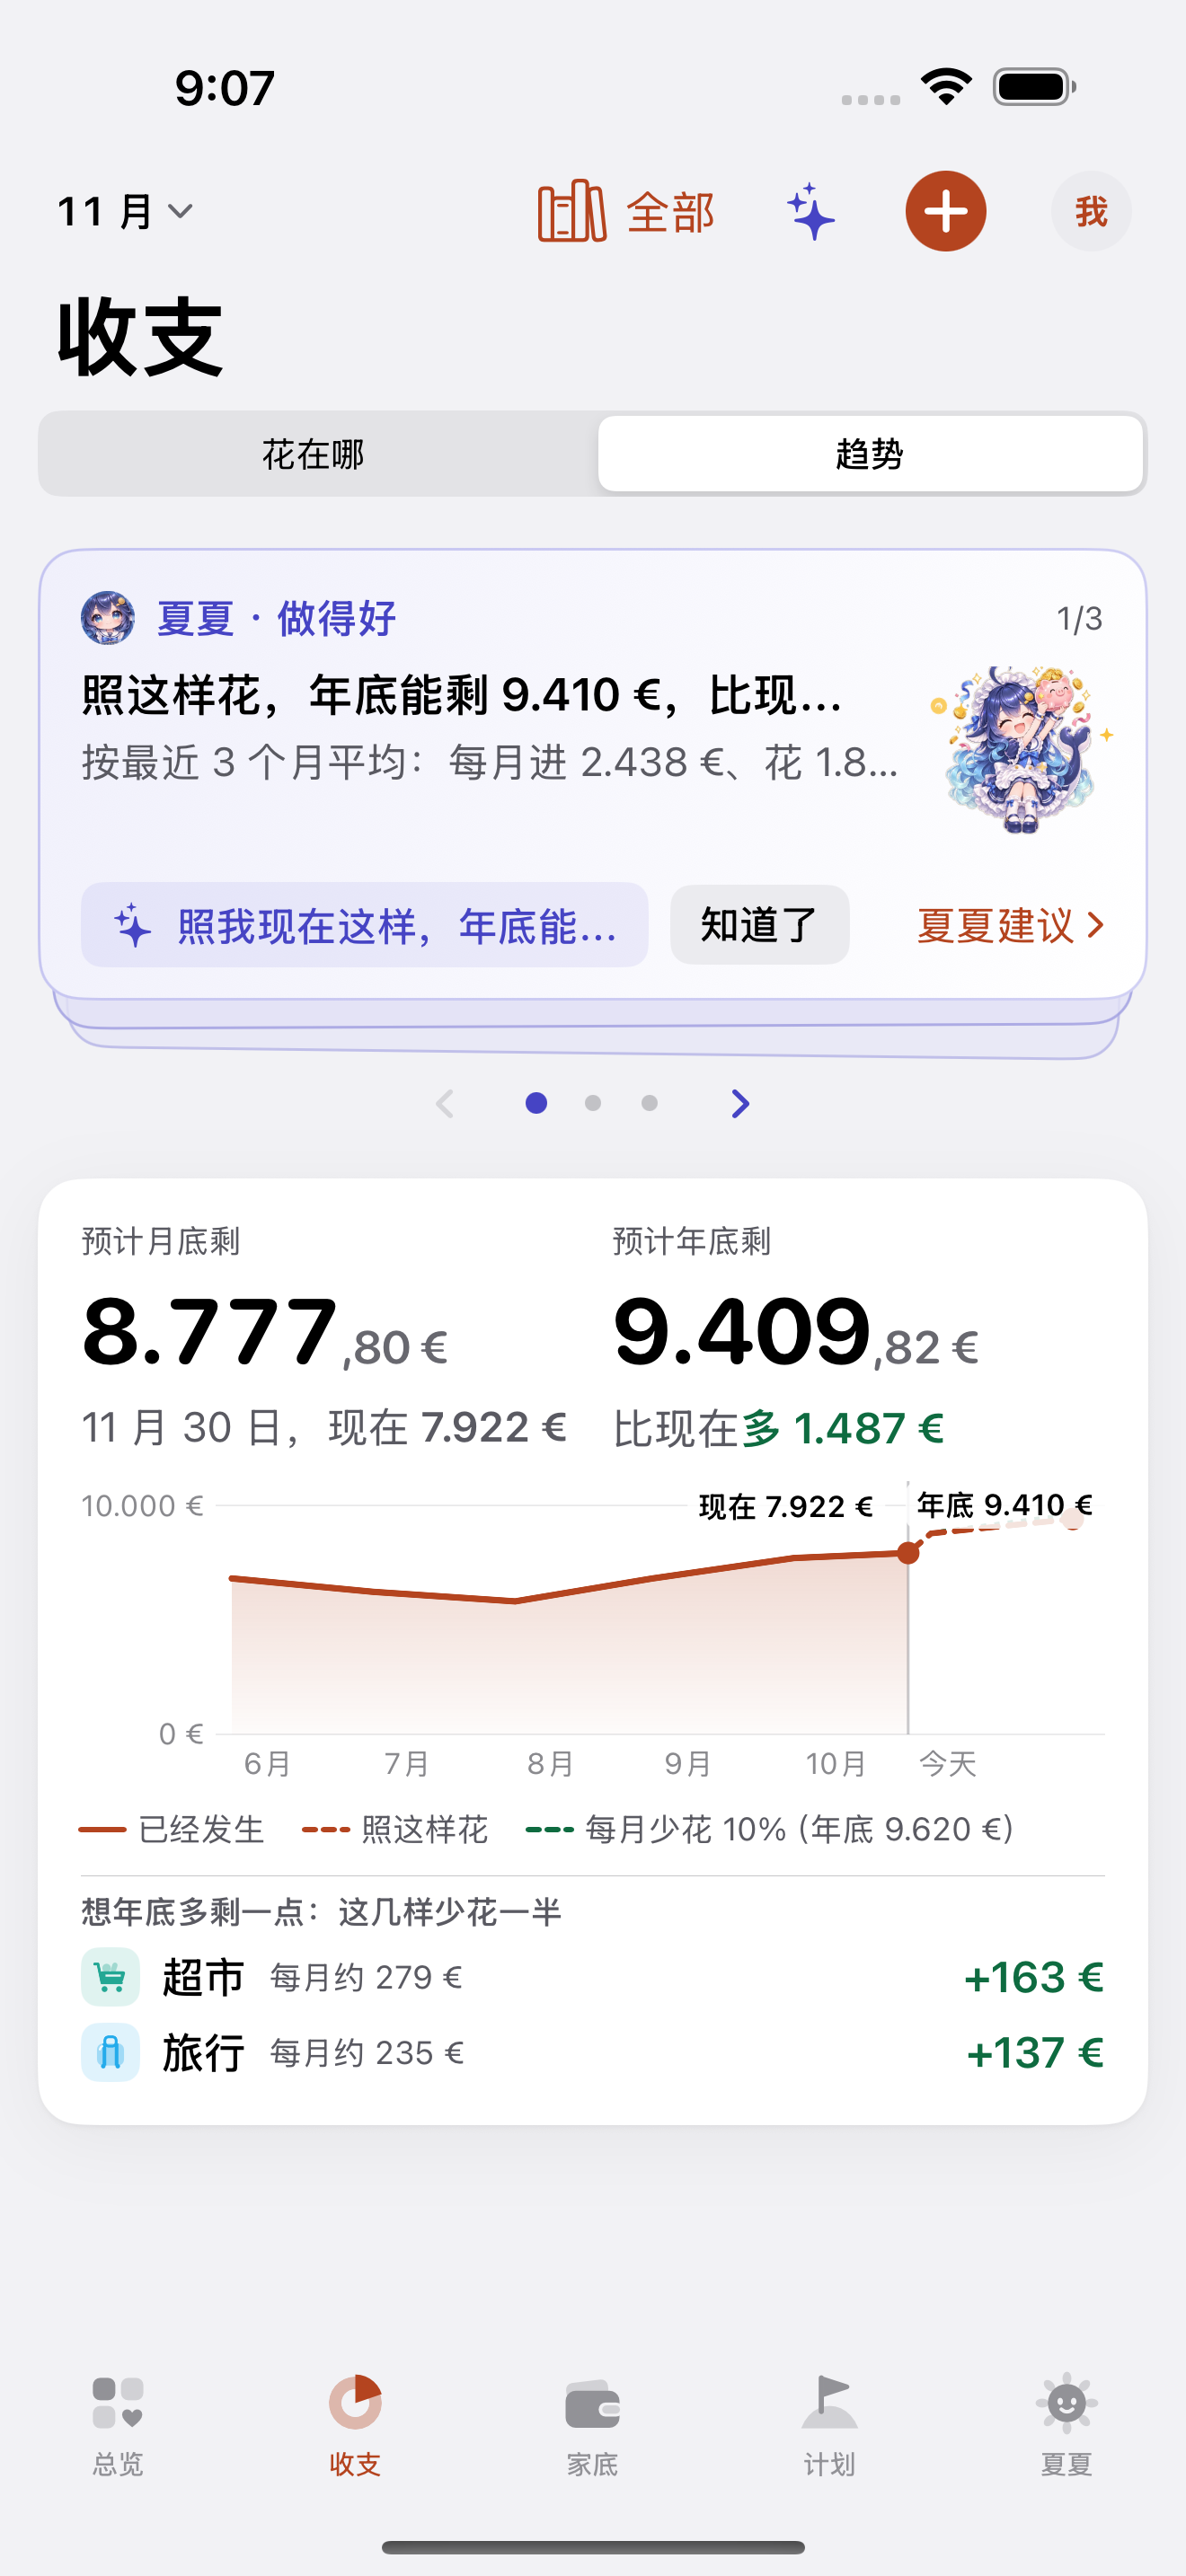 9:07
11 月
全部
我
收支
花在哪
趋势
夏夏 · 做得好
1/3
照这样花，年底能剩 9.410 €，比现…
按最近 3 个月平均：每月进 2.438 €、花 1.8…
照我现在这样，年底能…
知道了
夏夏建议
预计月底剩
预计年底剩
8.777,80 €
9.409,82 €
11 月 30 日，现在 7.922 €
比现在多 1.487 €
10.000 €
现在 7.922 €
年底 9.410 €
0 €
6月
7月
8月
9月
10月
今天
已经发生
照这样花
每月少花 10% (年底 9.620 €)
想年底多剩一点：这几样少花一半
超市 每月约 279 €
+163 €
旅行 每月约 235 €
+137 €
总览
收支
家底
计划
夏夏